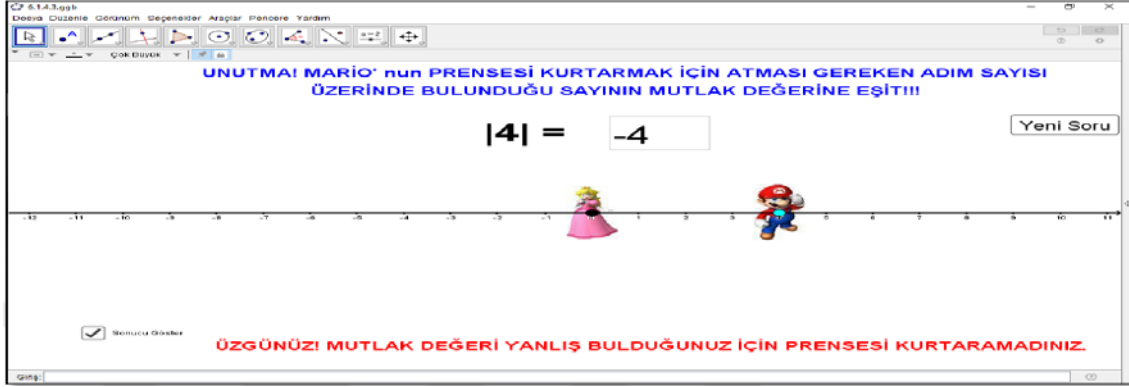 6.1.4.3.ggb
Dosya Düzenle Görünüm Seçenekler Araçlar Pencere Yardım
a=2
Çok Büyük
UNUTMA! MARİO' nun PRENSESİ KURTARMAK İÇİN ATMASI GEREKEN ADIM SAYISI
ÜZERİNDE BULUNDUĞU SAYININ MUTLAK DEĞERİNE EŞİT!!!
|4| = -4
Yeni Soru
-12 -11 -10 -9 -8 -7 -6 -5 -4 -3 -2 -1 1 2 3 5 6 7 8 9 10 11
Sonucu Göster
ÜZGÜNÜZ! MUTLAK DEĞERİ YANLIŞ BULDUĞUNUZ İÇİN PRENSESİ KURTARAMADINIZ.
Giriş: